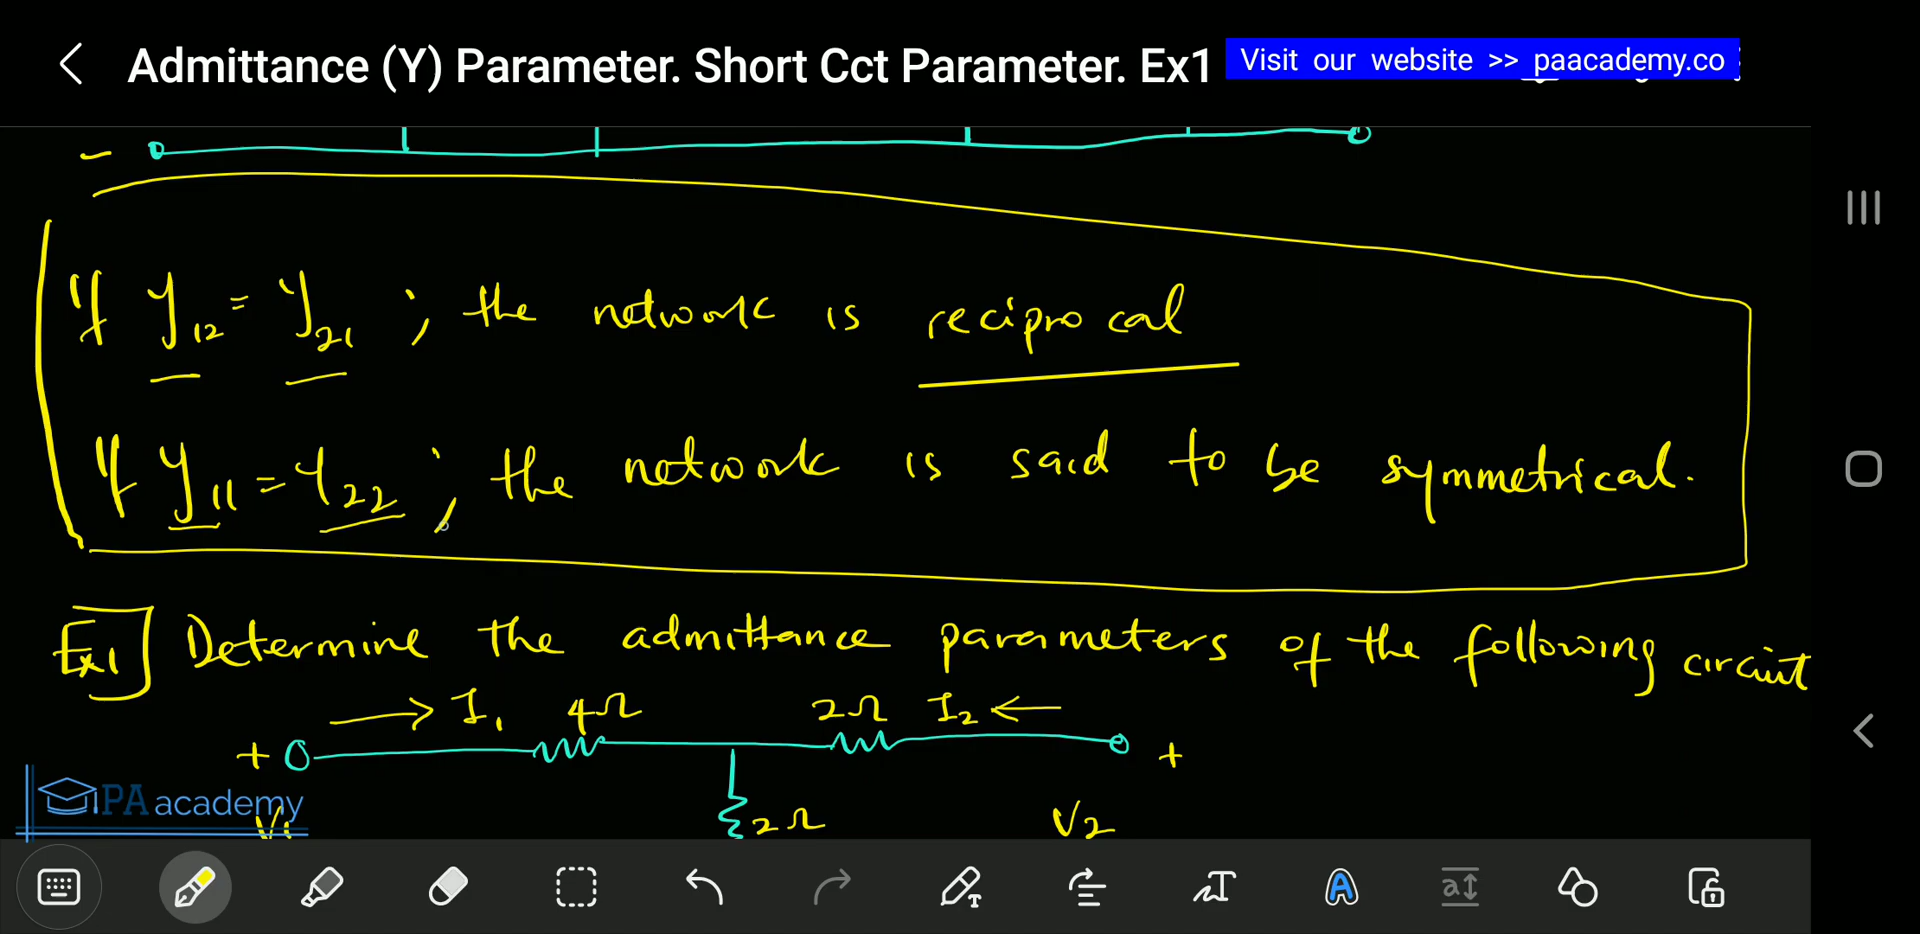 Admittance (Y) Parameter. Short Cct Parameter. Ex1
Visit our website >> paacademy.co
-
If y12 = y21 ; the network is reciprocal
If y11 = y22 ; the network is said to be symmetrical.
Ex1 Determine the admittance parameters of the following circuit
→ I1 4Ω 2Ω I2 ←
+ +
PA academy
V1 2Ω V2